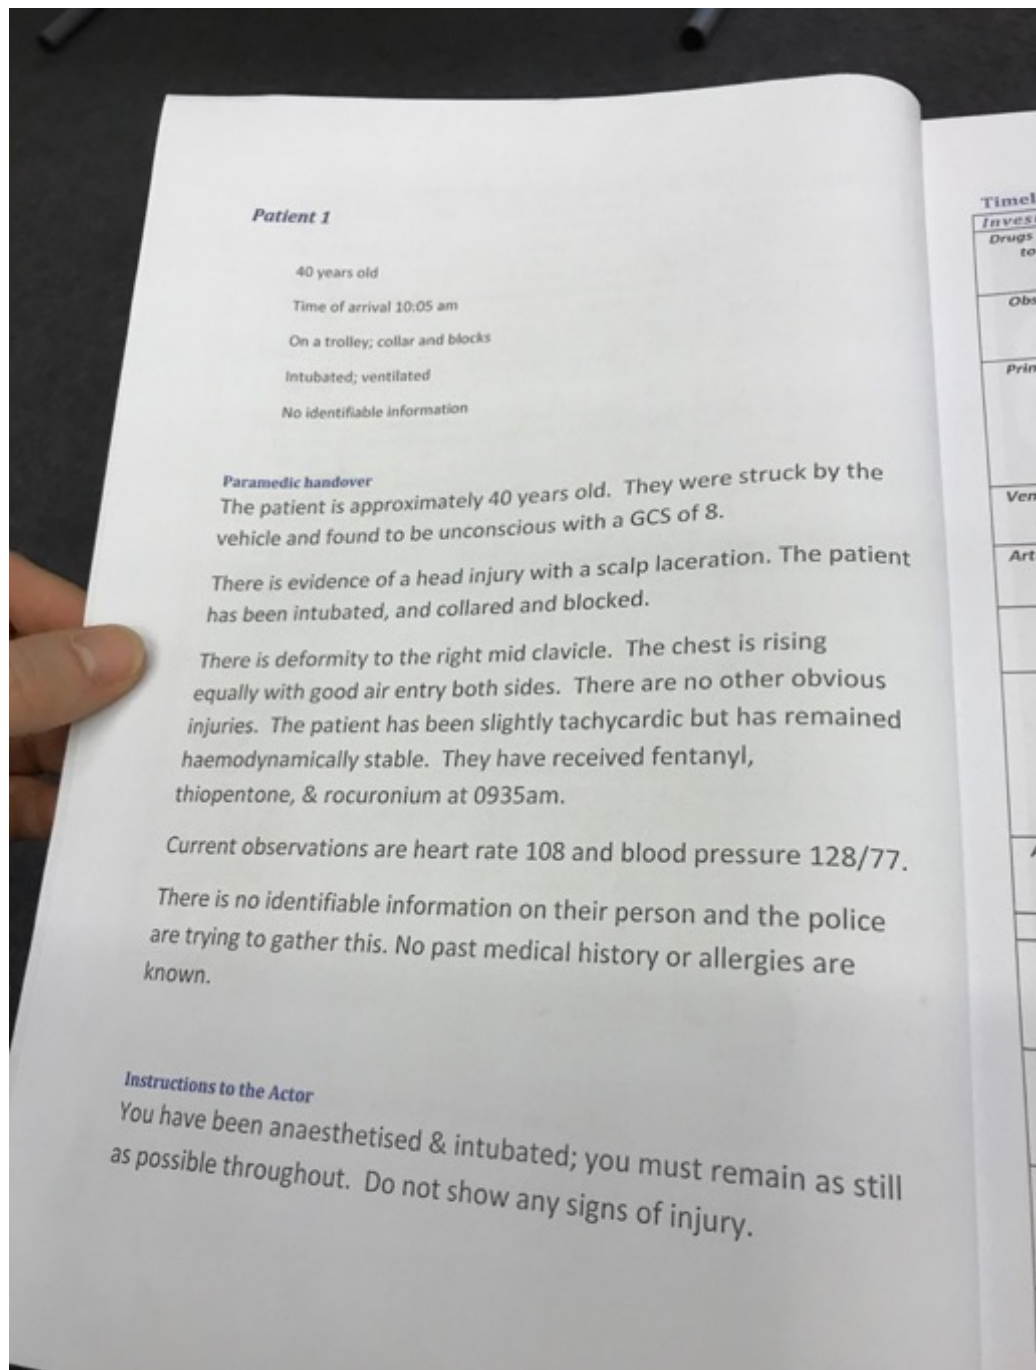 Patient 1
40 years old
Time of arrival 10:05 am
On a trolley; collar and blocks
Intubated; ventilated
No identifiable information
Paramedic handover
The patient is approximately 40 years old. They were struck by the
vehicle and found to be unconscious with a GCS of 8.
There is evidence of a head injury with a scalp laceration. The patient
has been intubated, and collared and blocked.
There is deformity to the right mid clavicle. The chest is rising
equally with good air entry both sides. There are no other obvious
injuries. The patient has been slightly tachycardic but has remained
haemodynamically stable. They have received fentanyl,
thiopentone, & rocuronium at 0935am.
Current observations are heart rate 108 and blood pressure 128/77.
There is no identifiable information on their person and the police
are trying to gather this. No past medical history or allergies are
known.
Instructions to the Actor
You have been anaesthetised & intubated; you must remain as still
as possible throughout. Do not show any signs of injury.
Timel
Inves
Drugs
to
Obs
Prin
Ven
Art